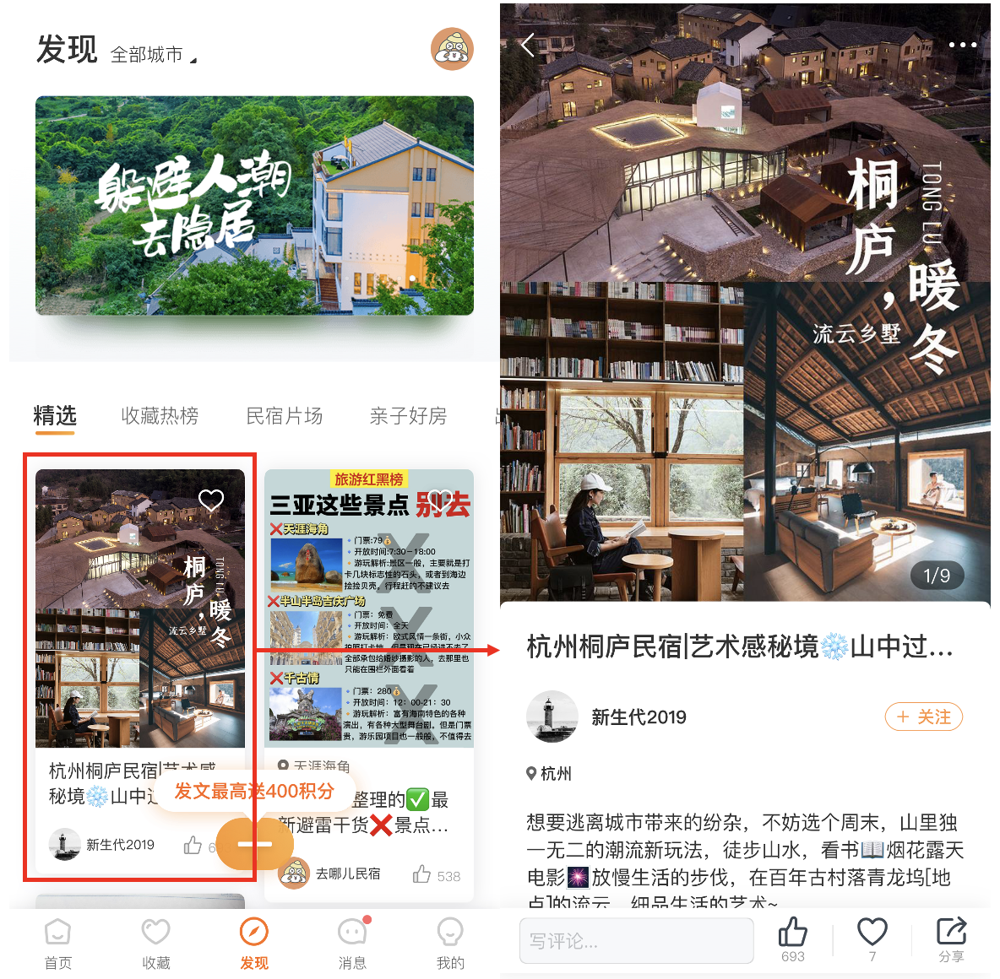 发现 全部城市
躲避人潮
去隐居
精选 收藏热榜 民宿片场 亲子好房
桐庐，暖冬
TONG LU
流云乡墅
杭州桐庐民宿|艺术感
秘境❄️山中过
新生代2019
旅游红黑榜
三亚这些景点 别去
❌天涯海角
门票:79💰
开放时间:7:30－18:00
游玩解析:景区一般，主要就是打
卡几块标志性的石头，或者到海边
捡捡贝壳，行程赶的不建议去
❌半山半岛吉庆广场
门票：免费
开放时间：全天
游玩解析：欧式风情一条街，小众
拍照打卡地，但是现在已经进不去了
全部承包给婚纱摄影的人，去那里也
只能在围栏外面看着
❌千古情
门票：280💰
开放时间：12：00-21：30
游玩解析：富有海南特色的各种
演出，有各种大型舞台剧。但是门票
贵，游乐园项目也一般般，不值得去
天涯海角
整理的✅最
新避雷干货❌景点...
去哪儿民宿 538
发文最高送400积分
首页 收藏 发现 消息 我的
桐庐，暖冬
TONG LU
流云乡墅
1/9
杭州桐庐民宿|艺术感秘境❄️山中过...
新生代2019 + 关注
杭州
想要逃离城市带来的纷杂，不妨选个周末，山里独
一无二的潮流新玩法，徒步山水，看书📖烟花露天
电影🎆放慢生活的步伐，在百年古村落青龙坞[地
点]的流云，细品生活的艺术~
写评论... 693 7 分享